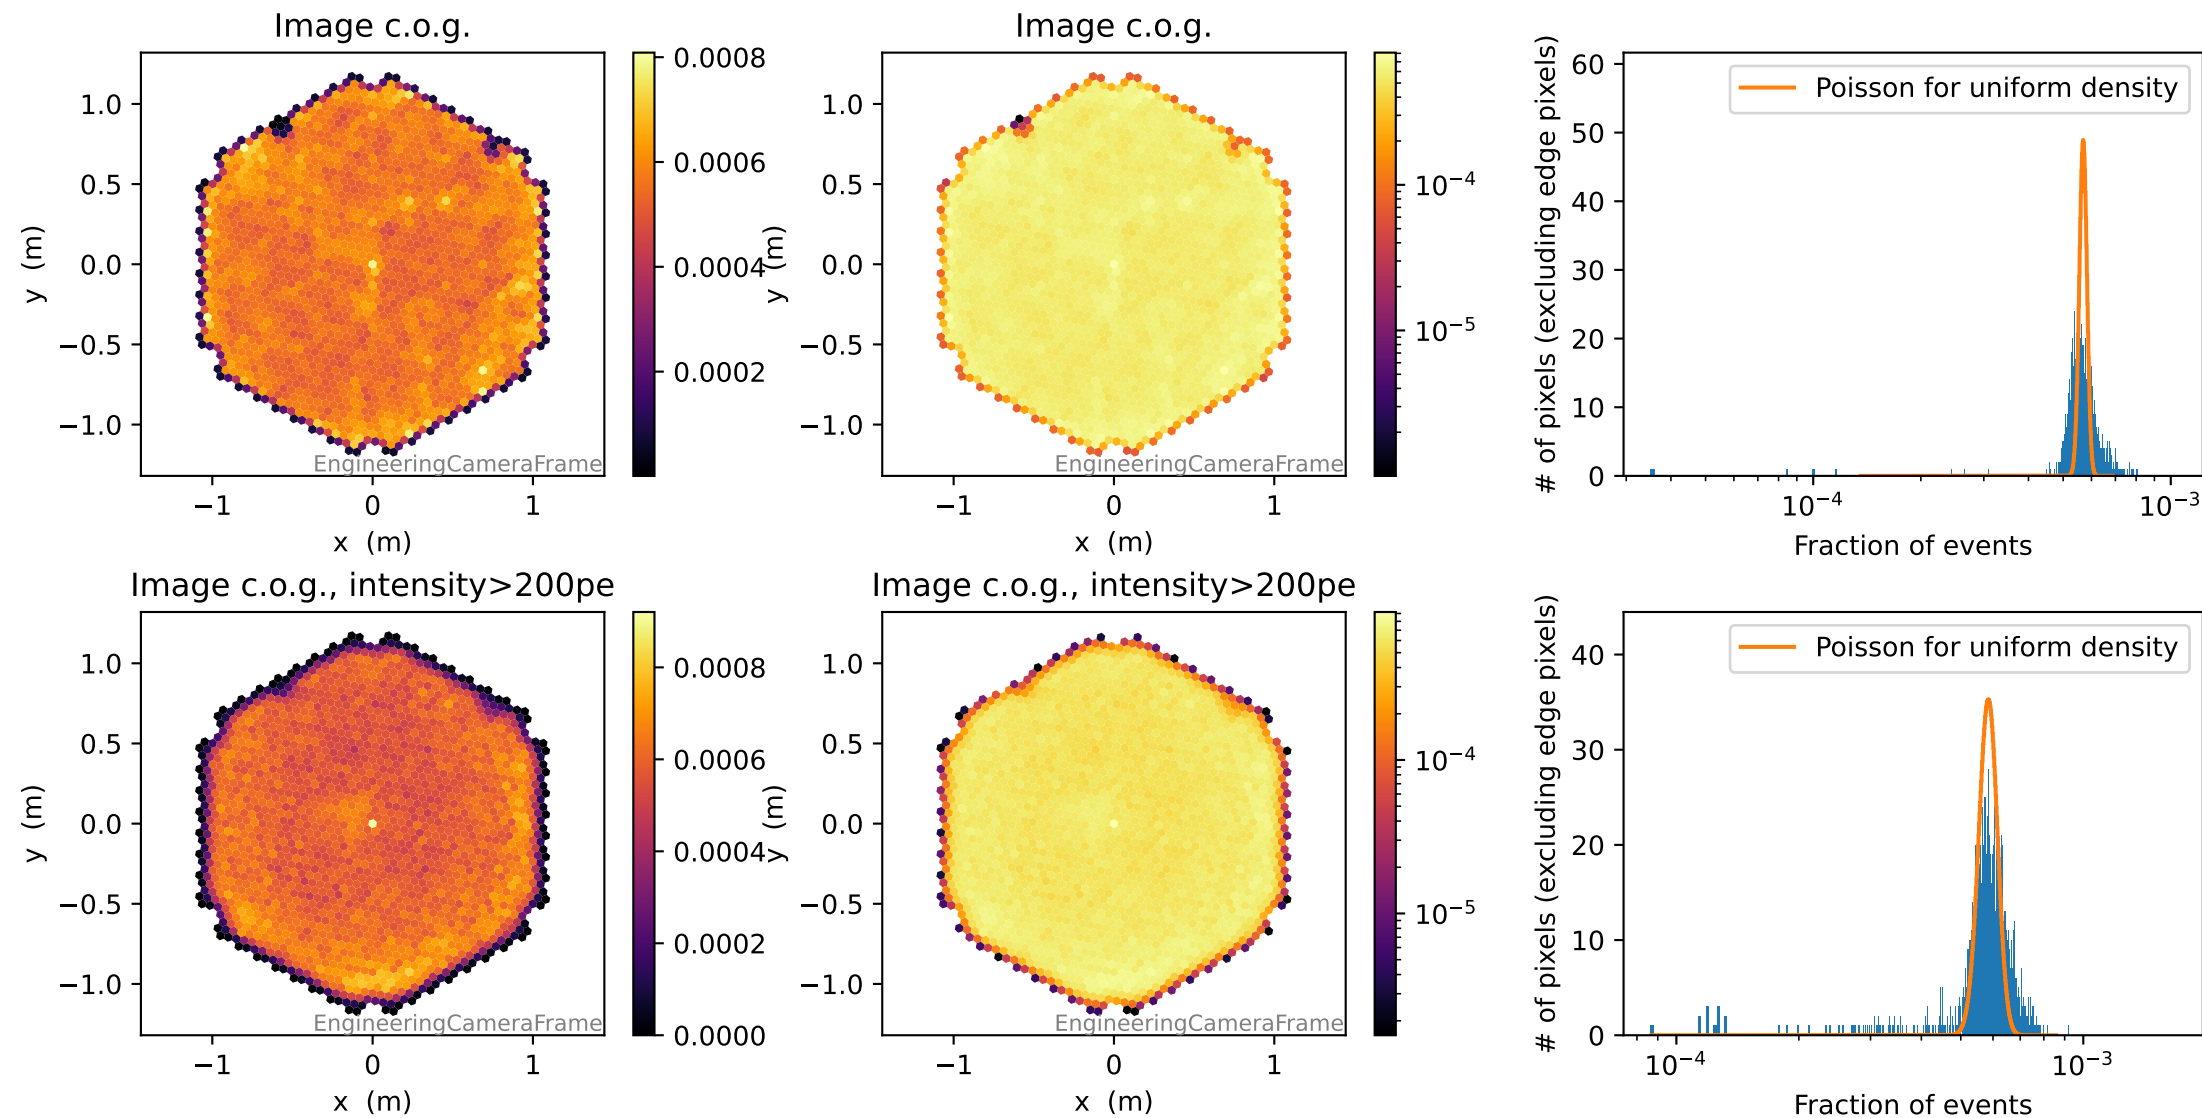 Image c.o.g.
1.0
0.5
0.0
−0.5
−1.0
y (m)
−1
0
1
x (m)
EngineeringCameraFrame
0.0008
0.0006
0.0004
0.0002
Image c.o.g.
1.0
0.5
0.0
−0.5
−1.0
y (m)
−1
0
1
x (m)
EngineeringCameraFrame
10⁻⁴
10⁻⁵
# of pixels (excluding edge pixels)
60
50
40
30
20
10
0
Poisson for uniform density
10⁻⁴
10⁻³
Fraction of events
Image c.o.g., intensity>200pe
1.0
0.5
0.0
−0.5
−1.0
y (m)
−1
0
1
x (m)
EngineeringCameraFrame
0.0008
0.0006
0.0004
0.0002
0.0000
Image c.o.g., intensity>200pe
1.0
0.5
0.0
−0.5
−1.0
y (m)
−1
0
1
x (m)
EngineeringCameraFrame
10⁻⁴
10⁻⁵
# of pixels (excluding edge pixels)
40
30
20
10
0
Poisson for uniform density
10⁻⁴
10⁻³
Fraction of events